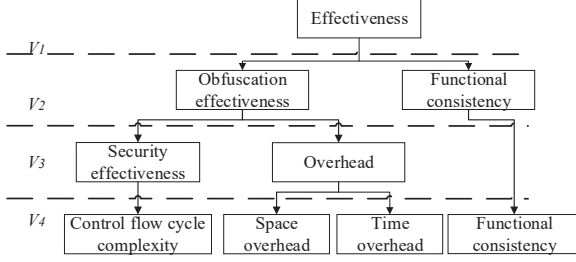 Effectiveness
V1
Obfuscation
effectiveness
Functional
consistency
V2
Security
effectiveness
Overhead
V3
Control flow cycle
complexity
Space
overhead
Time
overhead
Functional
consistency
V4